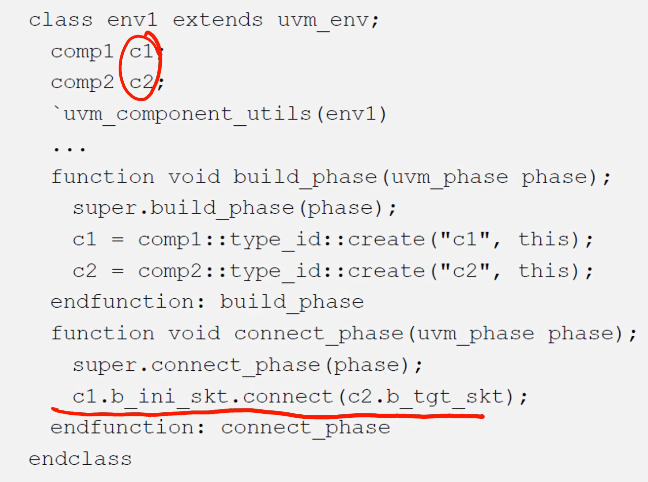 class env1 extends uvm_env;
comp1 c1;
comp2 c2;
`uvm_component_utils(env1)
...
function void build_phase(uvm_phase phase);
super.build_phase(phase);
c1 = comp1::type_id::create("c1", this);
c2 = comp2::type_id::create("c2", this);
endfunction: build_phase
function void connect_phase(uvm_phase phase);
super.connect_phase(phase);
c1.b_ini_skt.connect(c2.b_tgt_skt);
endfunction: connect_phase
endclass